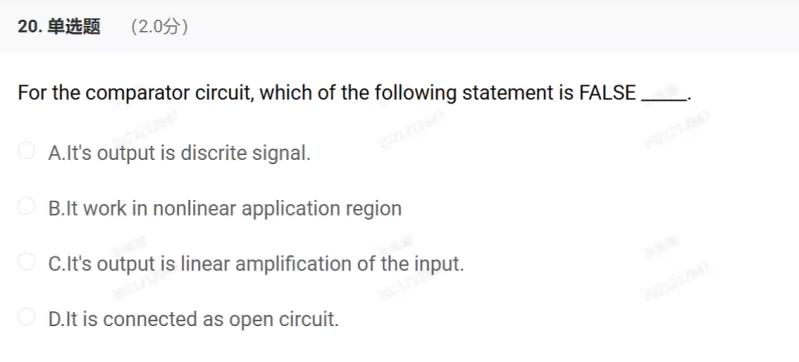 20. 单选题 (2.0分)
For the comparator circuit, which of the following statement is FALSE _____.
A.It's output is discrite signal.
B.It work in nonlinear application region
C.It's output is linear amplification of the input.
D.It is connected as open circuit.